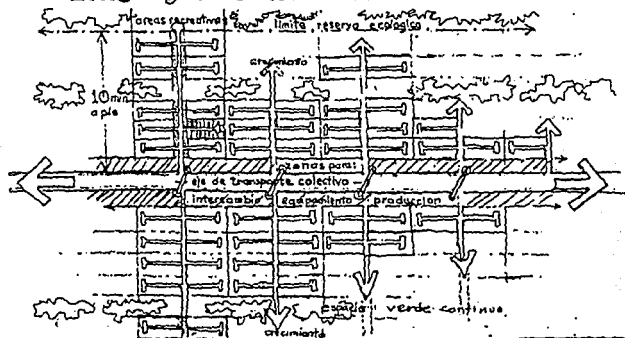 areas recreativas
limite reserva ecologica
crecimiento
10 min
a pie
zonas para:
eje de transporte colectivo
intercambio equipamiento produccion
espacio verde continuo
crecimiento